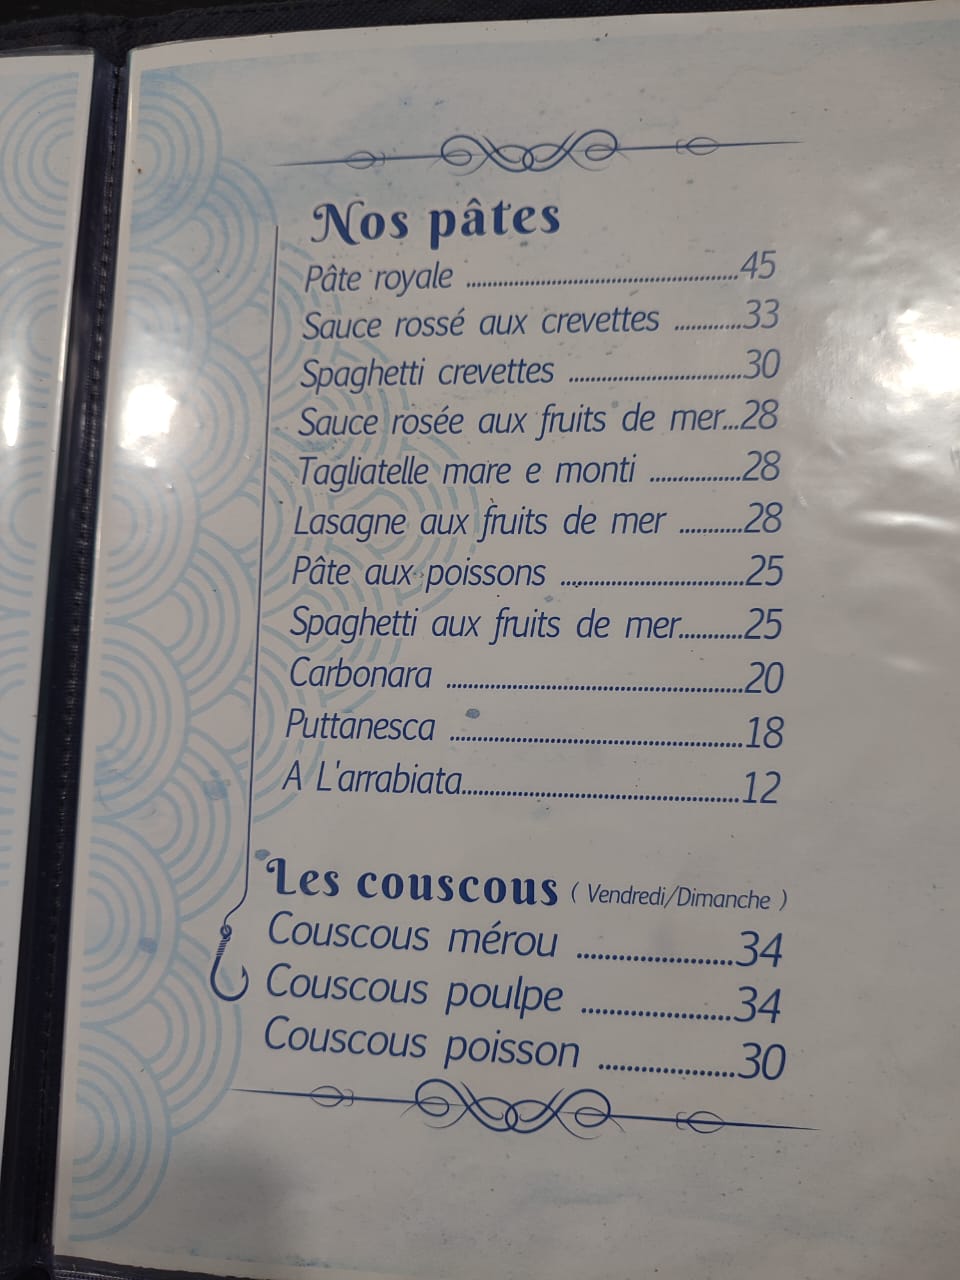 Nos pâtes
Pâte royale ..........45
Sauce rossé aux crevettes ..........33
Spaghetti crevettes ..........30
Sauce rosée aux fruits de mer...28
Tagliatelle mare e monti ..........28
Lasagne aux fruits de mer ..........28
Pâte aux poissons ..........25
Spaghetti aux fruits de mer..........25
Carbonara ..........20
Puttanesca ..........18
A L'arrabiata..........12
Les couscous ( Vendredi/Dimanche )
Couscous mérou ..........34
Couscous poulpe ..........34
Couscous poisson ..........30